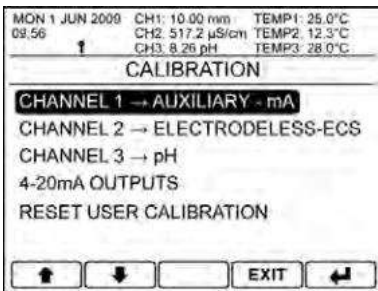 MON 1 JUN 2009 CH1: 10.00 mm TEMP1: 25.0°C
09:56 CH2: 517.2 µS/cm TEMP2: 12.3°C
CH3: 8.26 pH TEMP3: 28.0°C
CALIBRATION
CHANNEL 1 → AUXILIARY - mA
CHANNEL 2 → ELECTRODELESS-ECS
CHANNEL 3 → pH
4-20mA OUTPUTS
RESET USER CALIBRATION
EXIT